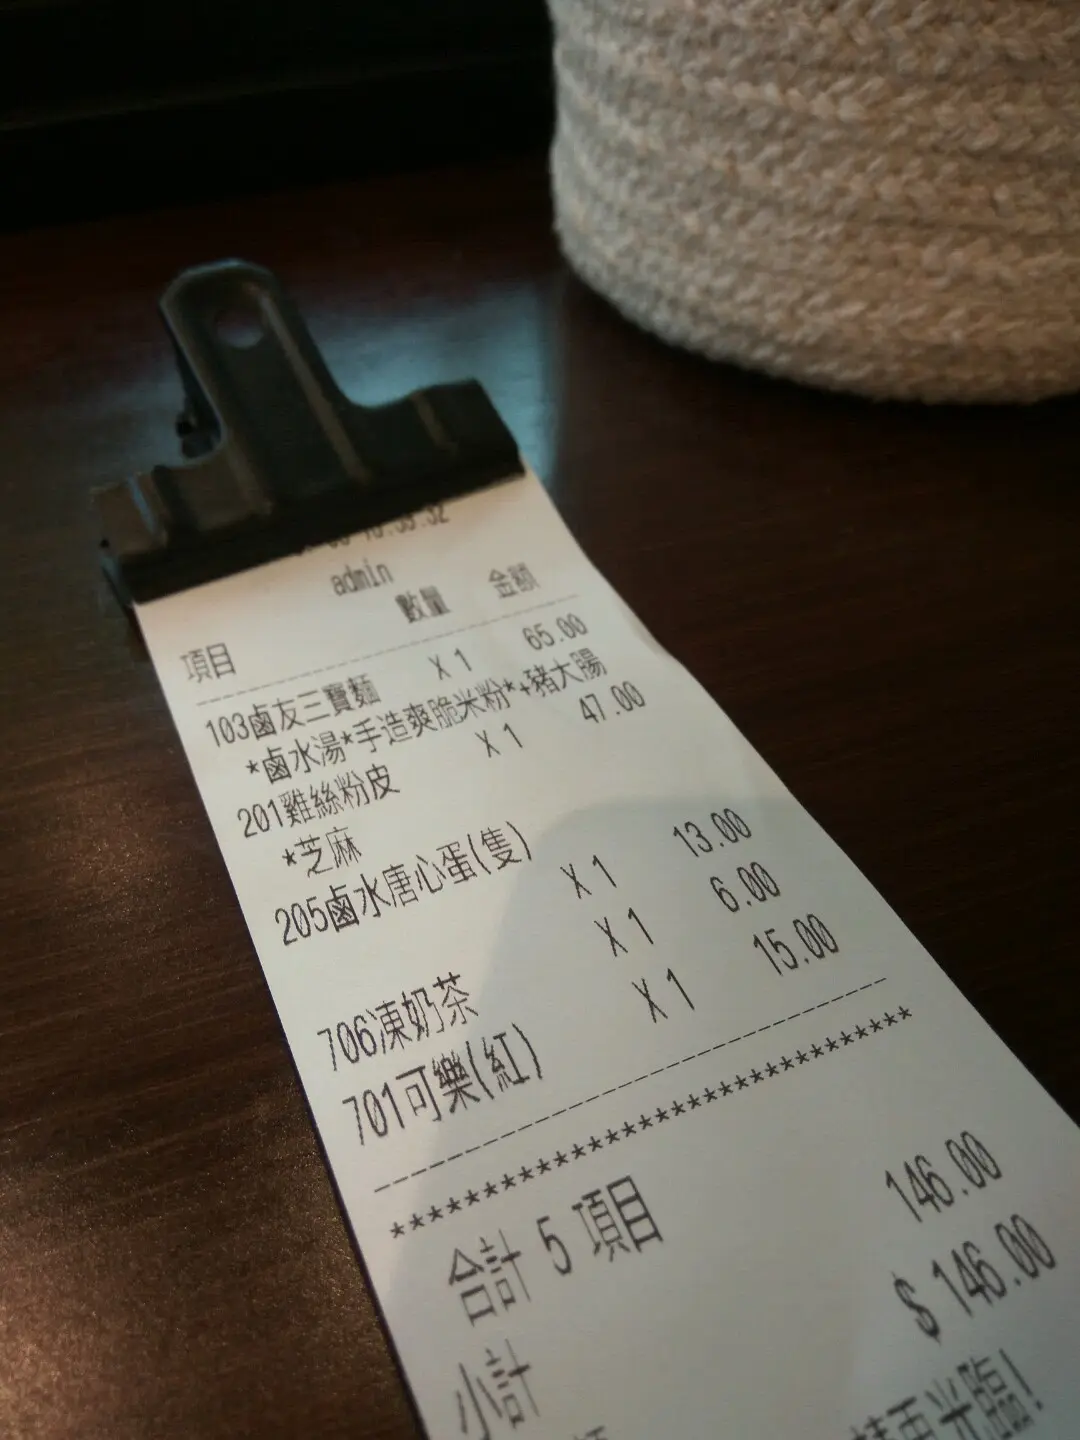 admin
項目 數量 金額
103鹵友三寶麵 X 1 65.00
*鹵水湯*手造爽脆米粉*+豬大腸
201雞絲粉皮 X 1 47.00
*芝麻
205鹵水唐心蛋(隻) X 1 13.00
706凍奶茶 X 1 6.00
701可樂(紅) X 1 15.00
************************************
合計 5 項目 146.00
小計 $ 146.00
再光臨!